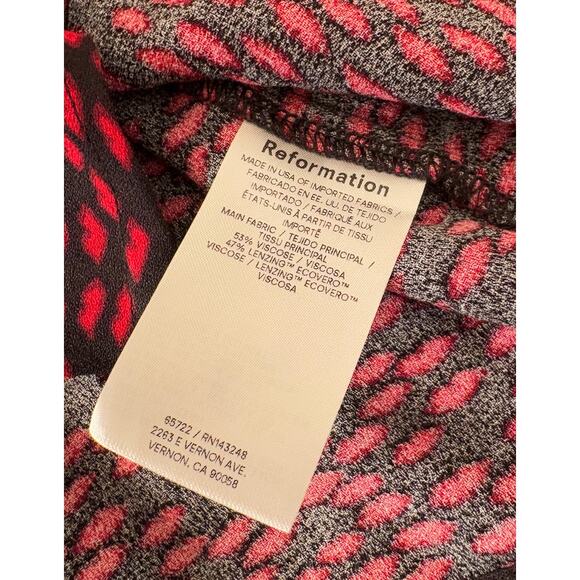 Reformation
MADE IN USA OF IMPORTED FABRICS /
FABRICADO EN EE. UU. DE TEJIDO
IMPORTADO / FABRIQUÉ AUX
ÉTATS-UNIS À PARTIR DE TISSU
IMPORTÉ
MAIN FABRIC / TEJIDO PRINCIPAL /
TISSU PRINCIPAL
53% VISCOSE / VISCOSA
47% LENZING™ ECOVERO™
VISCOSE / LENZING™ ECOVERO™
VISCOSA
65722 / RN143248
2263 E VERNON AVE.
VERNON, CA 90058